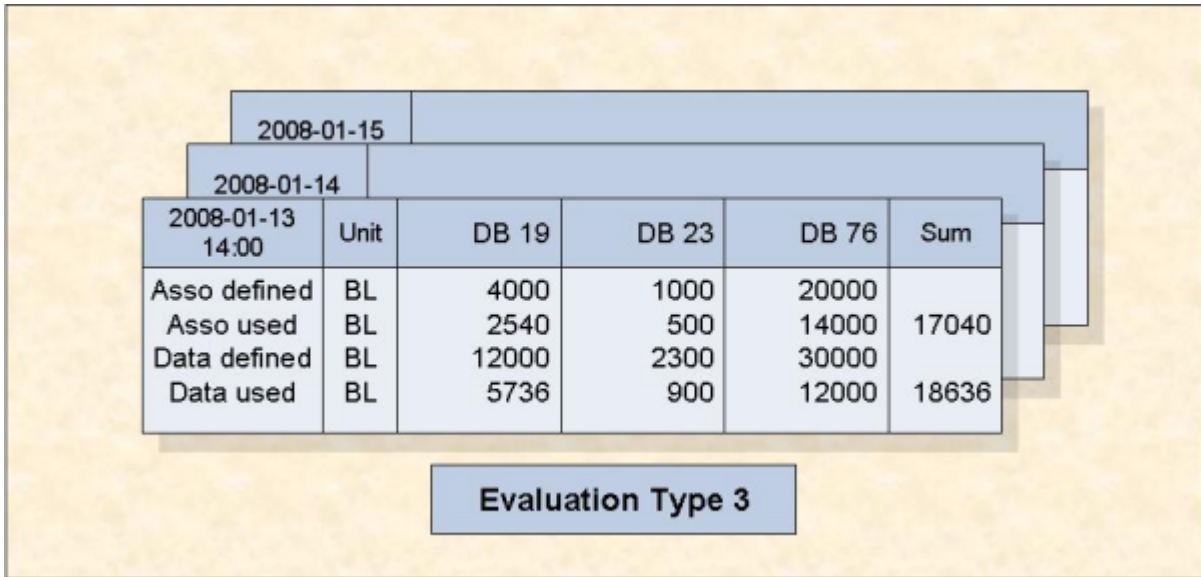 2008-01-15
2008-01-14
2008-01-13
14:00 Unit DB 19 DB 23 DB 76 Sum
Asso defined BL 4000 1000 20000
Asso used BL 2540 500 14000 17040
Data defined BL 12000 2300 30000
Data used BL 5736 900 12000 18636
Evaluation Type 3